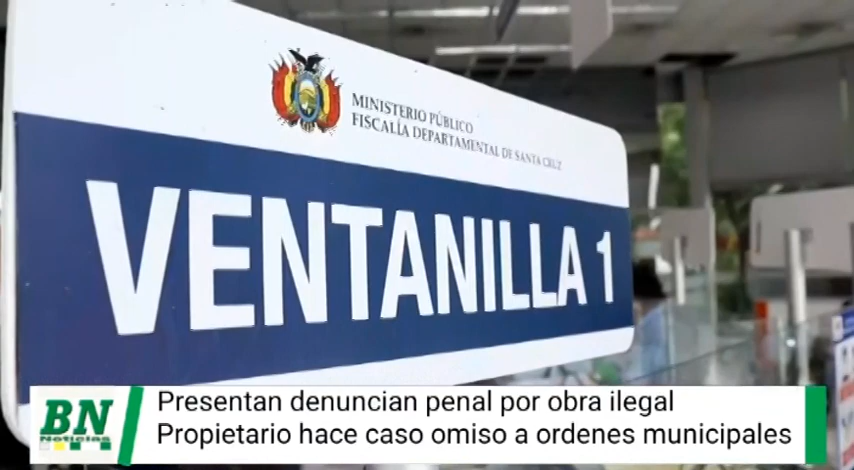 MINISTERIO PÚBLICO
FISCALÍA DEPARTAMENTAL DE SANTA CRUZ
VENTANILLA 1
BN
Noticias
Presentan denuncian penal por obra ilegal
Propietario hace caso omiso a ordenes municipales